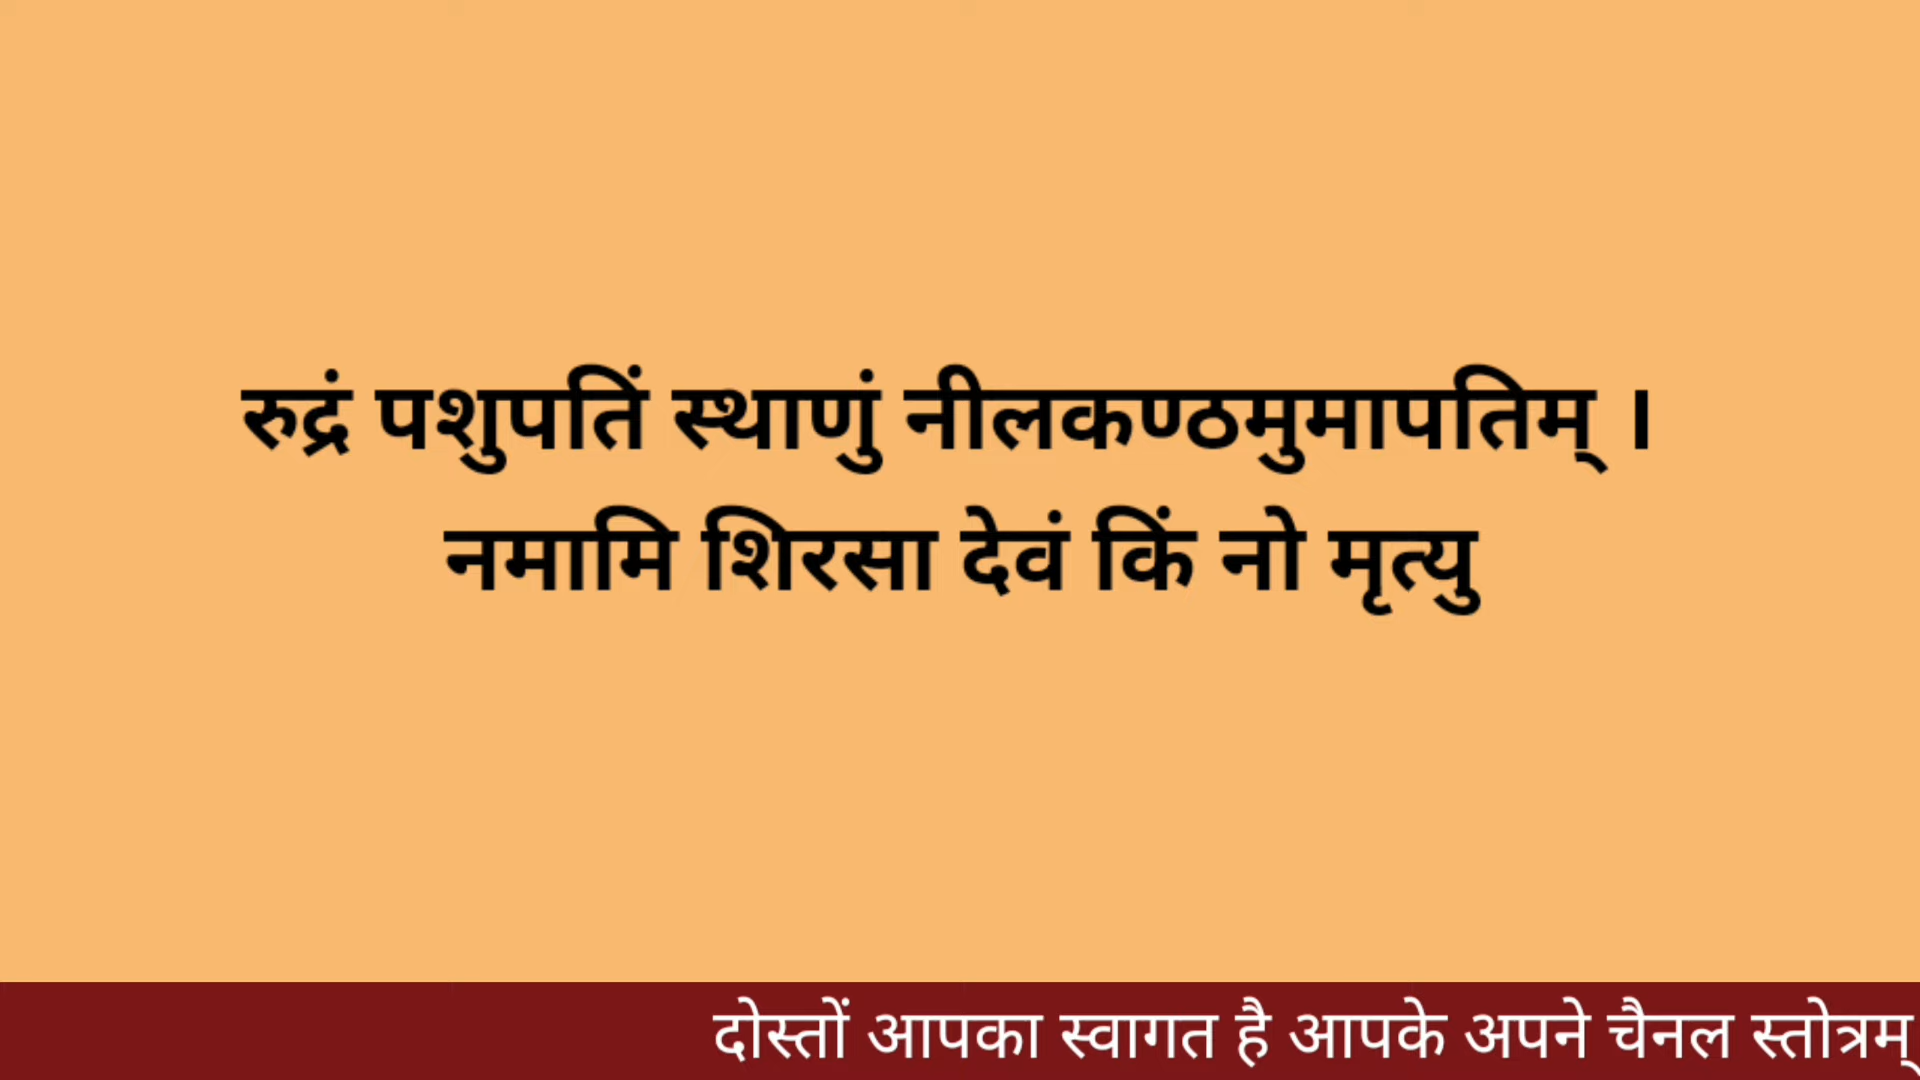 रुद्रं पशुपतिं स्थाणुं नीलकण्ठमुमापतिम् ।
नमामि शिरसा देवं किं नो मृत्यु
दोस्तों आपका स्वागत है आपके अपने चैनल स्तोत्रम्